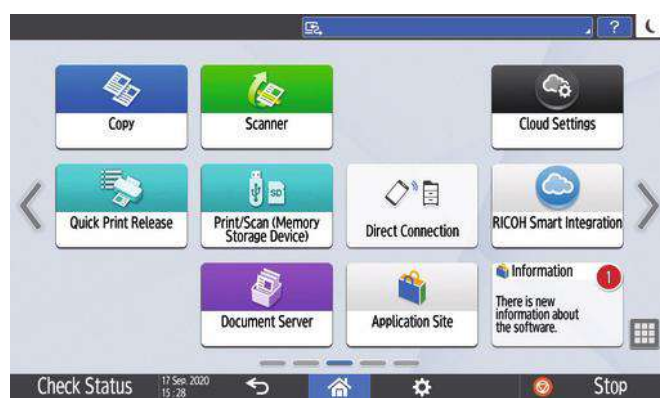 ?
Copy
Scanner
Cloud Settings
SD
Quick Print Release
Print/Scan (Memory
Storage Device)
Direct Connection
RICOH Smart Integration
Information
1
There is new
information about
the software.
Document Server
Application Site
Check Status
17 Sep. 2020
15:28
Stop